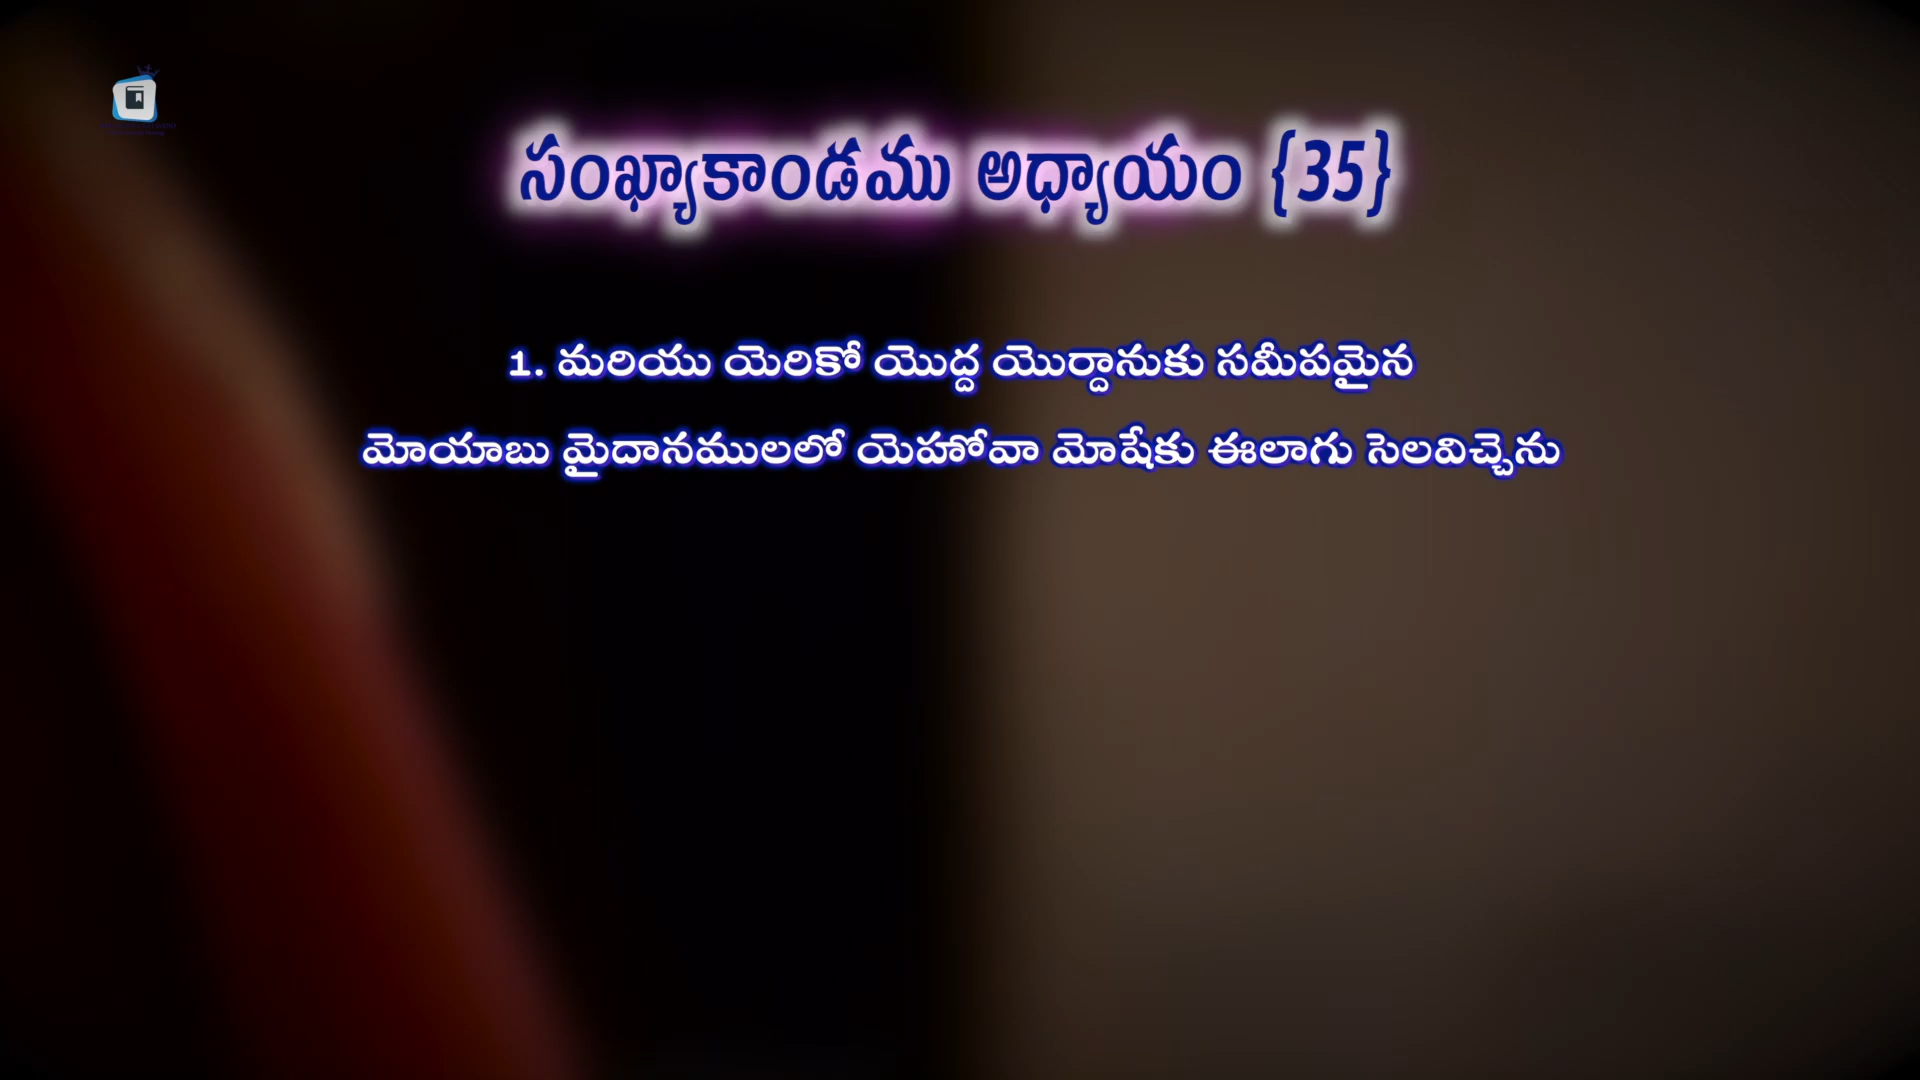 సంఖ్యాకాండము అధ్యాయం {35}
1. మరియు యెరికో యొద్ద యొర్దానుకు సమీపమైన
మోయాబు మైదానములలో యెహోవా మోషేకు ఈలాగు సెలవిచ్చెను